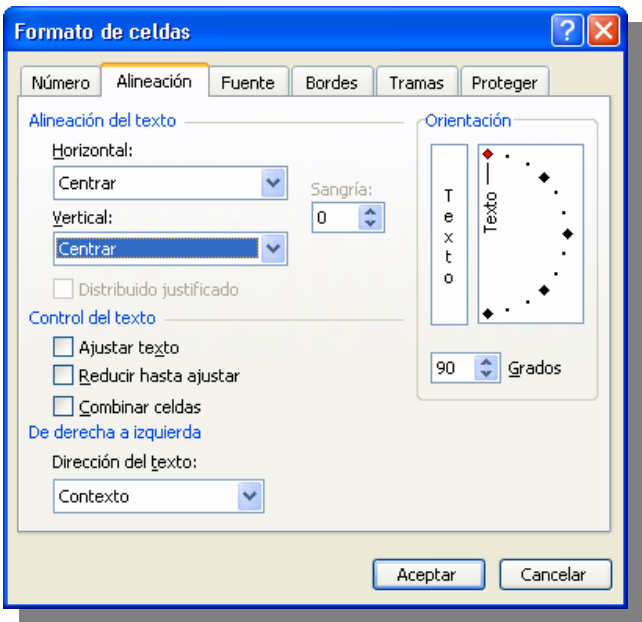 Formato de celdas
Número Alineación Fuente Bordes Tramas Proteger
Alineación del texto
Horizontal:
Centrar
Sangría:
0
Vertical:
Centrar
Distribuido justificado
Control del texto
Ajustar texto
Reducir hasta ajustar
Combinar celdas
De derecha a izquierda
Dirección del texto:
Contexto
Orientación
Texto
Texto
90 Grados
Aceptar Cancelar